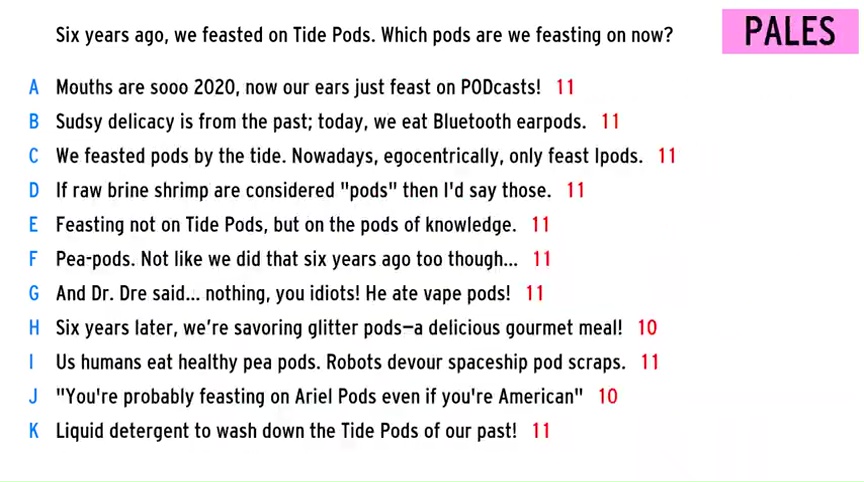 Six years ago, we feasted on Tide Pods. Which pods are we feasting on now?
PALES
A Mouths are sooo 2020, now our ears just feast on PODcasts! 11
B Sudsy delicacy is from the past; today, we eat Bluetooth earpods. 11
C We feasted pods by the tide. Nowadays, egocentrically, only feast Ipods. 11
D If raw brine shrimp are considered "pods" then I'd say those. 11
E Feasting not on Tide Pods, but on the pods of knowledge. 11
F Pea-pods. Not like we did that six years ago too though... 11
G And Dr. Dre said... nothing, you idiots! He ate vape pods! 11
H Six years later, we’re savoring glitter pods—a delicious gourmet meal! 10
I Us humans eat healthy pea pods. Robots devour spaceship pod scraps. 11
J "You're probably feasting on Ariel Pods even if you're American" 10
K Liquid detergent to wash down the Tide Pods of our past! 11